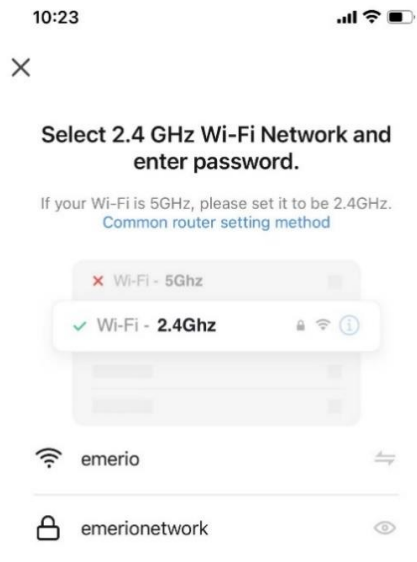 10:23
Select 2.4 GHz Wi-Fi Network and
enter password.
If your Wi-Fi is 5GHz, please set it to be 2.4GHz.
Common router setting method
Wi-Fi - 5Ghz
Wi-Fi - 2.4Ghz
emerio
emerionetwork